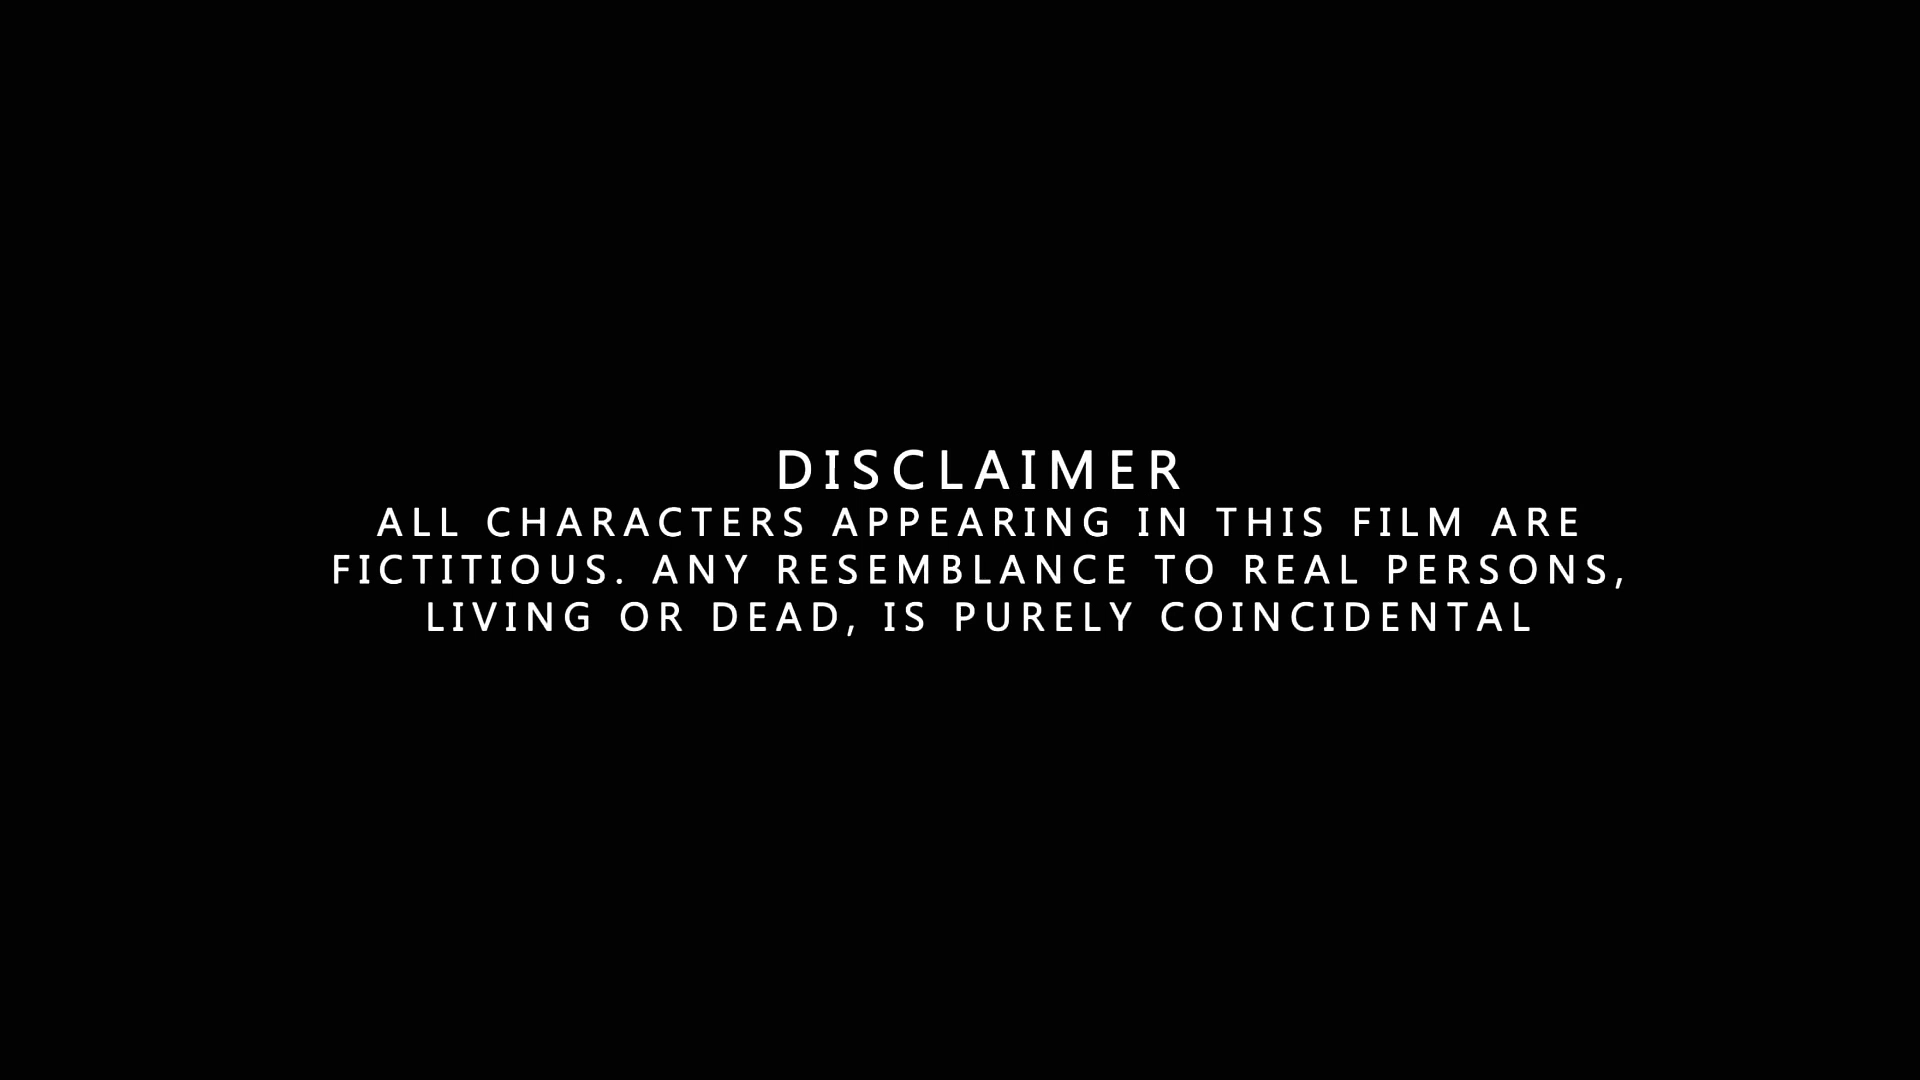 DISCLAIMER
ALL CHARACTERS APPEARING IN THIS FILM ARE
FICTITIOUS. ANY RESEMBLANCE TO REAL PERSONS,
LIVING OR DEAD, IS PURELY COINCIDENTAL